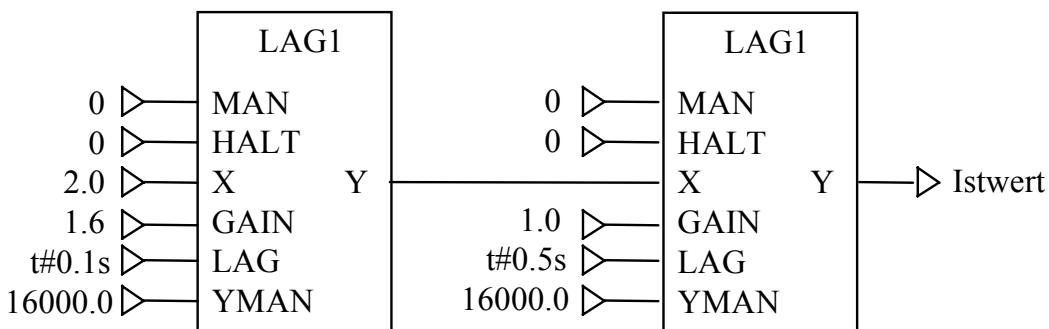 LAG1
0 MAN
0 HALT
2.0 X Y
1.6 GAIN
t#0.1s LAG
16000.0 YMAN
LAG1
0 MAN
0 HALT
X Y Istwert
1.0 GAIN
t#0.5s LAG
16000.0 YMAN